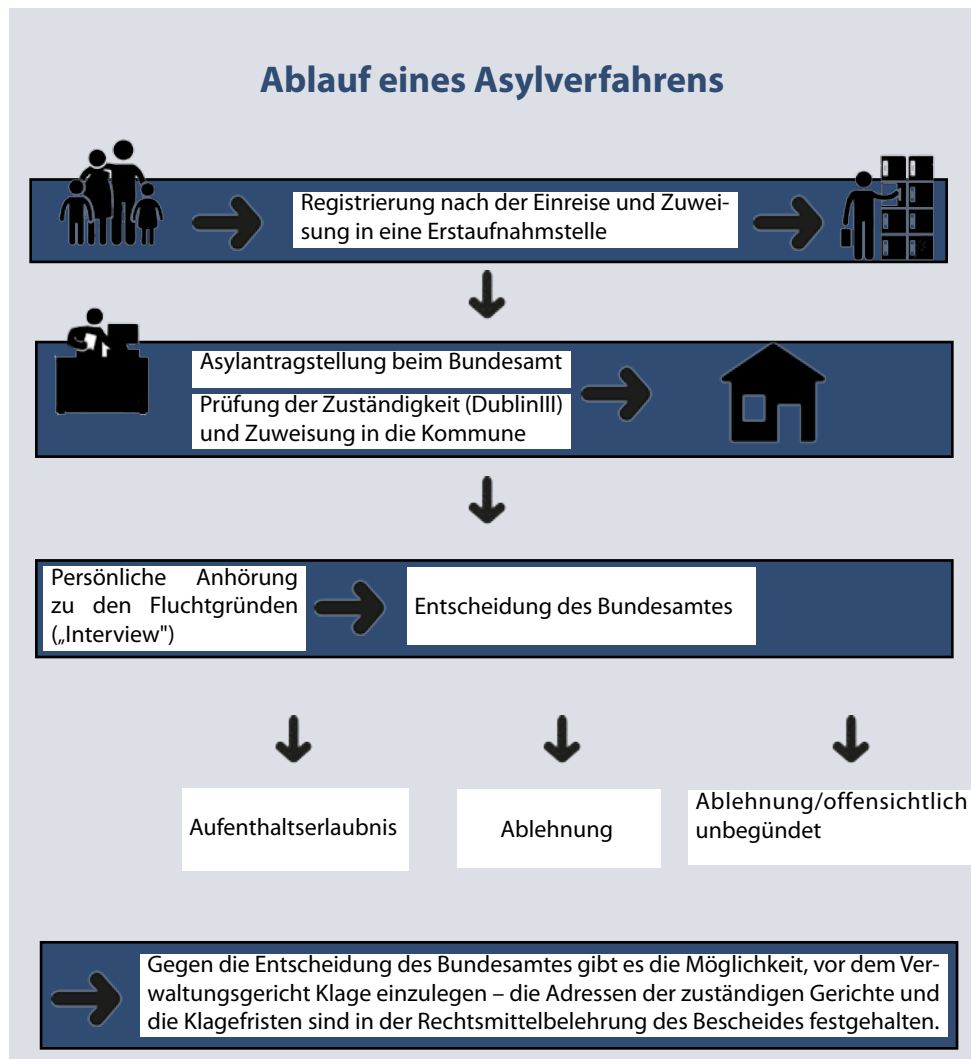 Ablauf eines Asylverfahrens
Registrierung nach der Einreise und Zuwei-
sung in eine Erstaufnahmstelle
Asylantragstellung beim Bundesamt
Prüfung der Zuständigkeit (DublinIII)
und Zuweisung in die Kommune
Persönliche Anhörung
zu den Fluchtgründen
(„Interview")
Entscheidung des Bundesamtes
Aufenthaltserlaubnis
Ablehnung
Ablehnung/offensichtlich
unbegündet
Gegen die Entscheidung des Bundesamtes gibt es die Möglichkeit, vor dem Ver-
waltungsgericht Klage einzulegen – die Adressen der zuständigen Gerichte und
die Klagefristen sind in der Rechtsmittelbelehrung des Bescheides festgehalten.